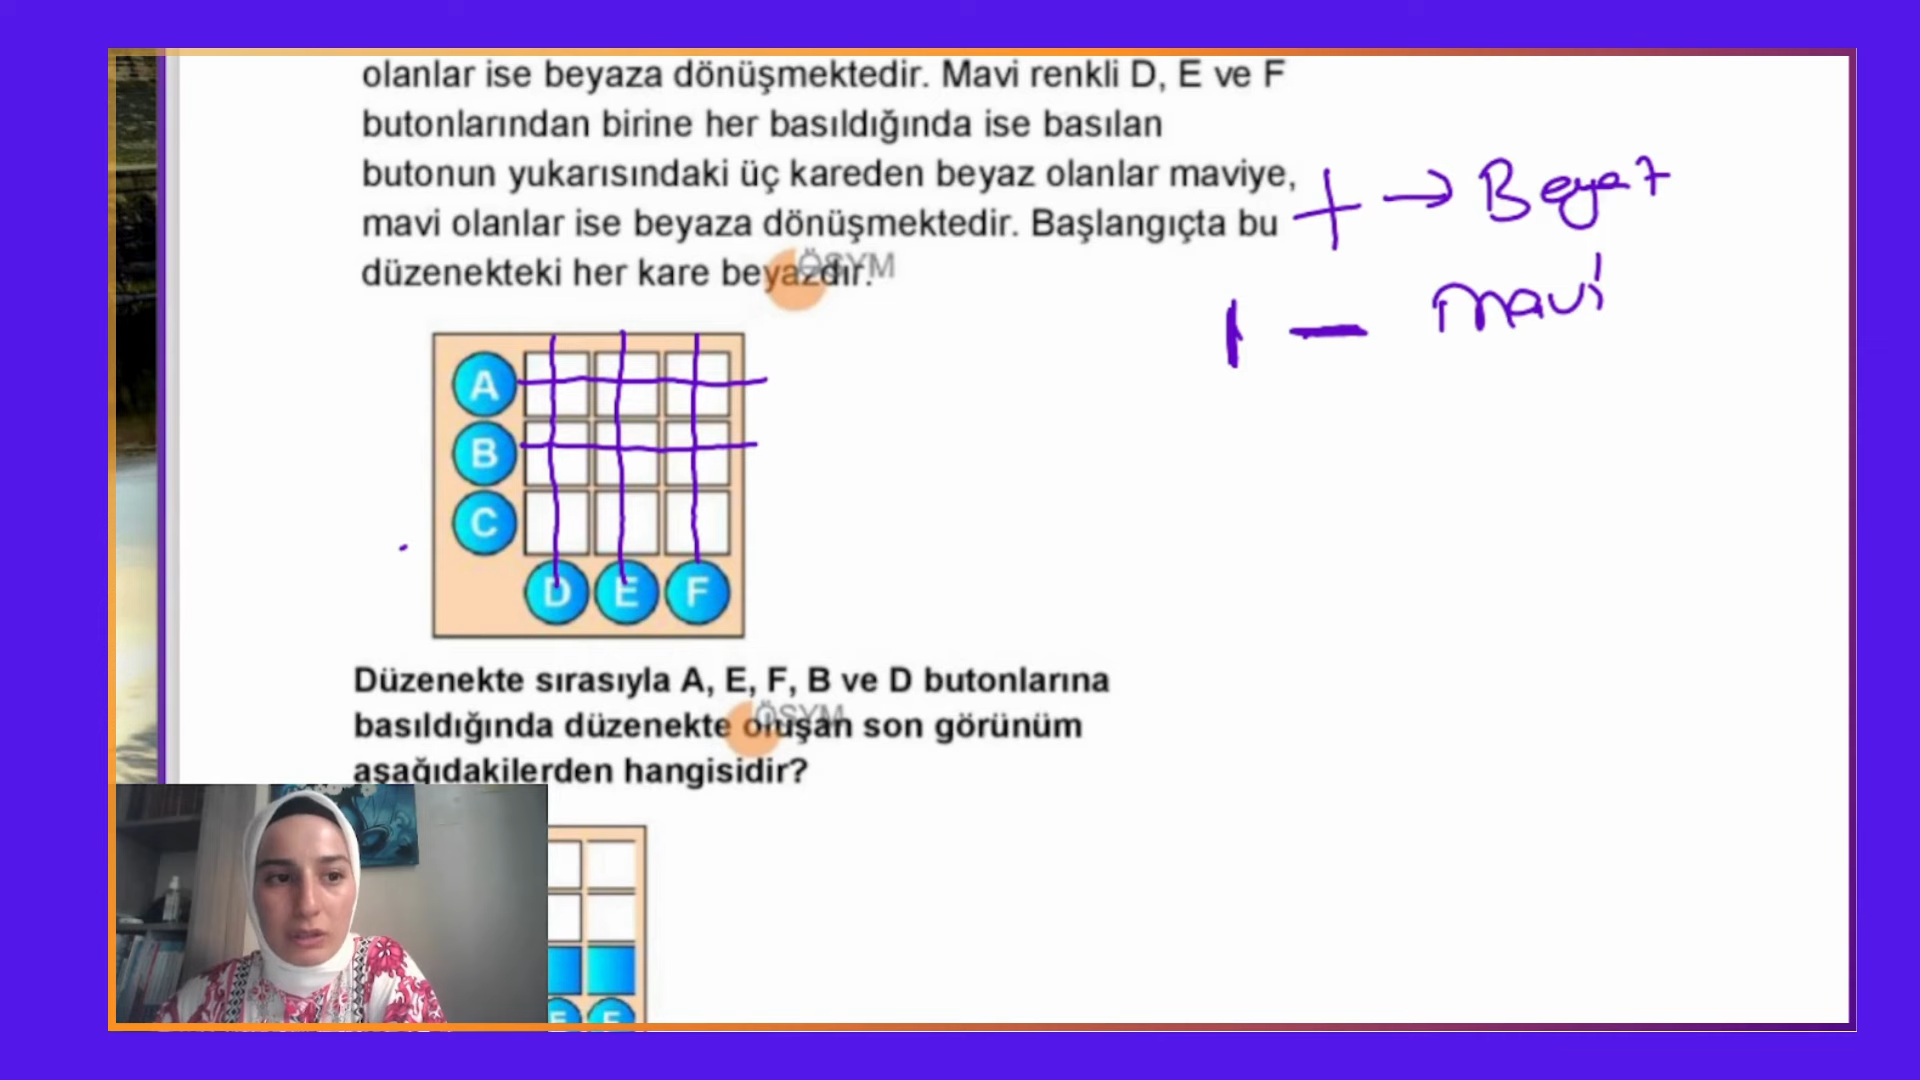 olanlar ise beyaza dönüşmektedir. Mavi renkli D, E ve F
butonlarından birine her basıldığında ise basılan
butonun yukarısındaki üç kareden beyaz olanlar maviye,
mavi olanlar ise beyaza dönüşmektedir. Başlangıçta bu
düzenekteki her kare beyazdır.
ÖSYM
+ → Beyaz
| — mavi
A
B
C
D E F
Düzenekte sırasıyla A, E, F, B ve D butonlarına
basıldığında düzenekte oluşan son görünüm
ÖSYM
aşağıdakilerden hangisidir?
E F